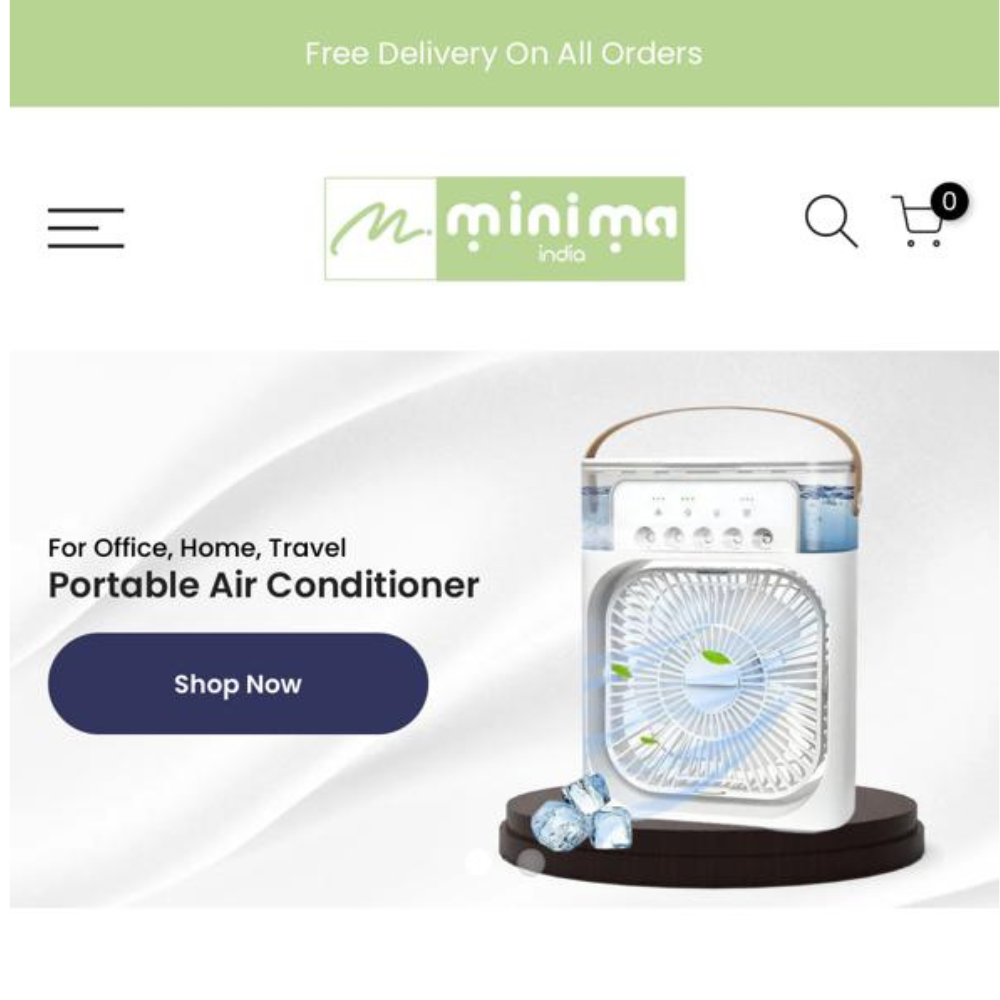 Free Delivery On All Orders
minima
india
0
For Office, Home, Travel
Portable Air Conditioner
Shop Now